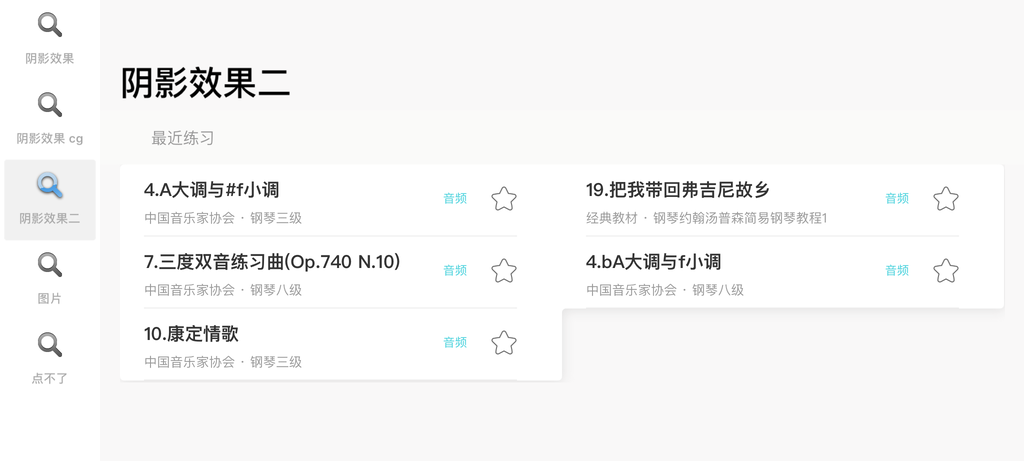 阴影效果
阴影效果 cg
阴影效果二
图片
点不了
阴影效果二
最近练习
4.A大调与#f小调
中国音乐家协会 · 钢琴三级
音频
7.三度双音练习曲(Op.740 N.10)
中国音乐家协会 · 钢琴八级
音频
10.康定情歌
中国音乐家协会 · 钢琴三级
音频
19.把我带回弗吉尼故乡
经典教材 · 钢琴约翰汤普森简易钢琴教程1
音频
4.bA大调与f小调
中国音乐家协会 · 钢琴八级
音频